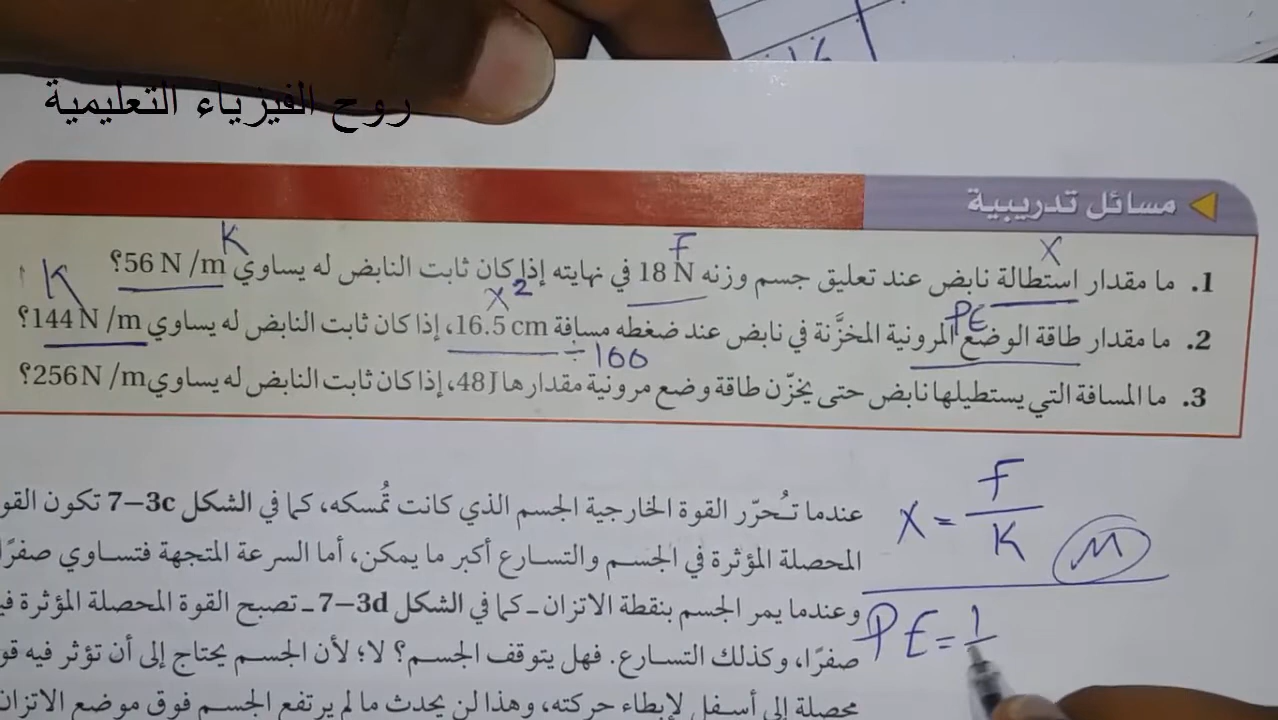 16
روح الفيزياء التعليمية
مسائل تدريبية
K F X
1. ما مقدار استطالة نابض عند تعليق جسم وزنه 18 N في نهايته إذا كان ثابت النابض له يساوي 56 N /m؟
K X 2 PE
2. ما مقدار طاقة الوضع المرونية المخزَّنة في نابض عند ضغطه مسافة 16.5 cm، إذا كان ثابت النابض له يساوي 144 N /m؟
÷ 100
3. ما المسافة التي يستطيلها نابض حتى يخزّن طاقة وضع مرونية مقدارها 48J، إذا كان ثابت النابض له يساوي 256N /m؟
عندما تُحرّر القوة الخارجية الجسم الذي كانت تُمسكه، كما في الشكل 7-3c تكون القو
المحصلة المؤثرة في الجسم والتسارع أكبر ما يمكن، أما السرعة المتجهة فتساوي صفرًا
وعندما يمر الجسم بنقطة الاتزان - كما في الشكل 7-3d - تصبح القوة المحصلة المؤثرة في
صفرًا، وكذلك التسارع. فهل يتوقف الجسم؟ لا؛ لأن الجسم يحتاج إلى أن تؤثر فيه قو
محصلة إلى أسفل لإبطاء حركته، وهذا لن يحدث ما لم يرتفع الجسم فوق موضع الاتزان
X = F / K
M
PE = 1